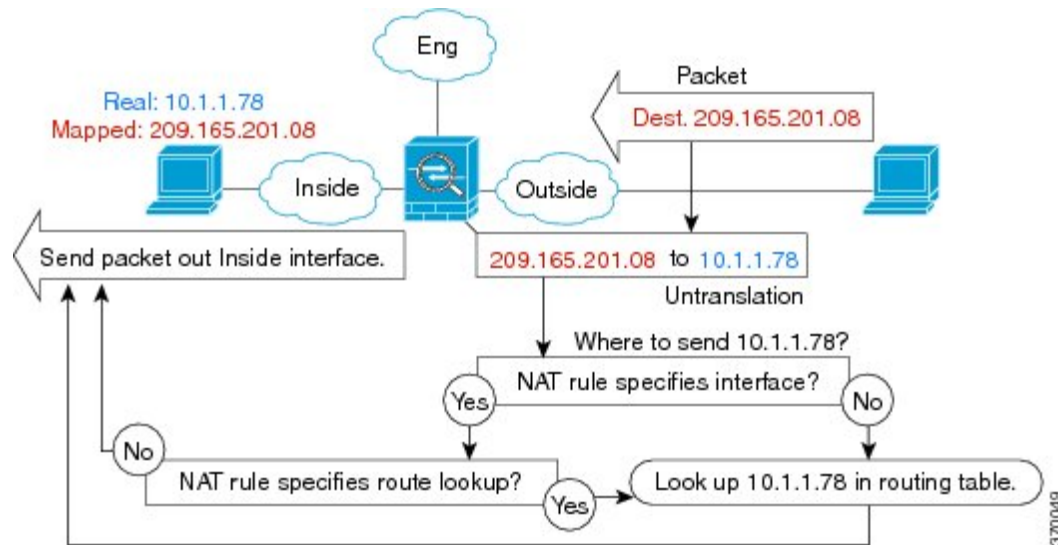 Eng
Packet
Real: 10.1.1.78
Mapped: 209.165.201.08
Dest. 209.165.201.08
Inside
Outside
Send packet out Inside interface.
209.165.201.08 to 10.1.1.78
Untranslation
Where to send 10.1.1.78?
NAT rule specifies interface?
Yes
No
No
NAT rule specifies route lookup?
Yes
Look up 10.1.1.78 in routing table.
370049